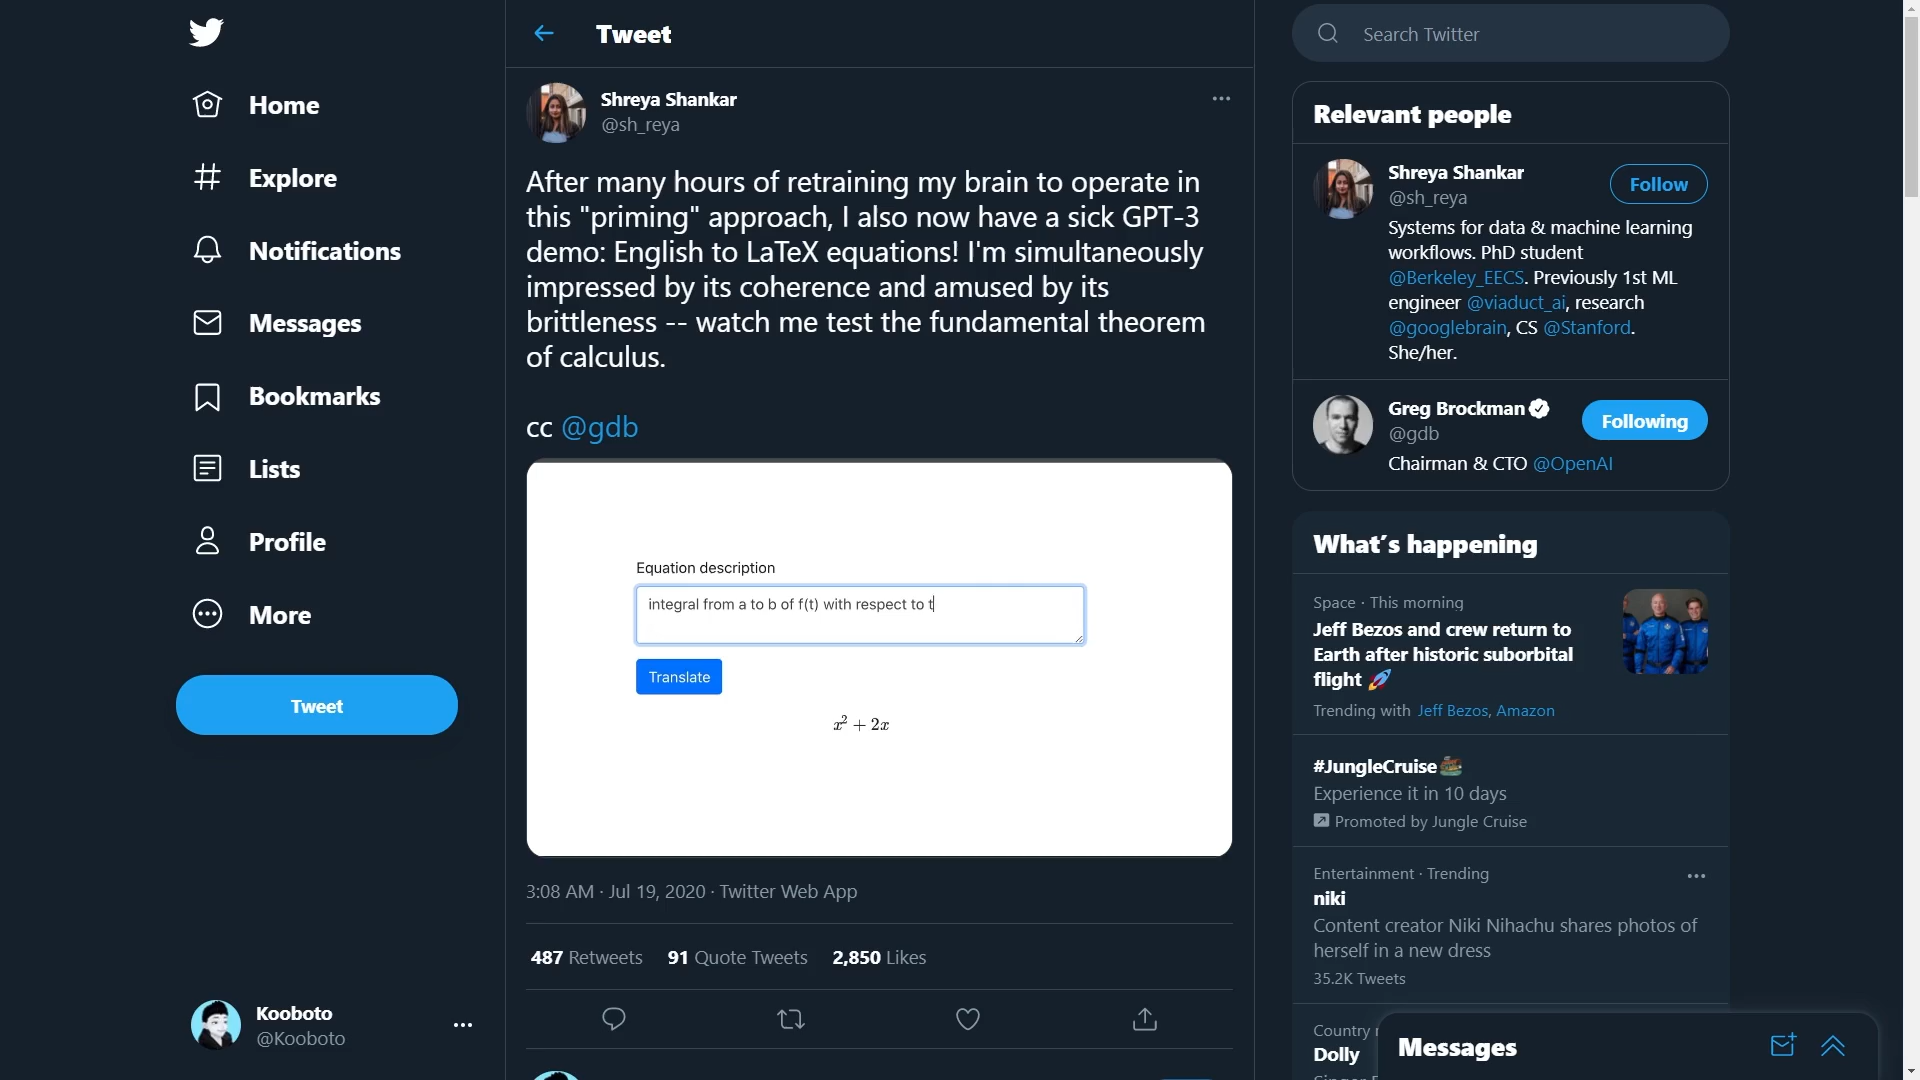 Home
Explore
Notifications
Messages
Bookmarks
Lists
Profile
More
Tweet
Kooboto
@Kooboto
Tweet
Shreya Shankar
@sh_reya
After many hours of retraining my brain to operate in
this "priming" approach, I also now have a sick GPT-3
demo: English to LaTeX equations! I'm simultaneously
impressed by its coherence and amused by its
brittleness -- watch me test the fundamental theorem
of calculus.
cc @gdb
Equation description
integral from a to b of f(t) with respect to t
Translate
x² + 2x
3:08 AM · Jul 19, 2020 · Twitter Web App
487 Retweets 91 Quote Tweets 2,850 Likes
Search Twitter
Relevant people
Shreya Shankar
@sh_reya
Follow
Systems for data & machine learning
workflows. PhD student
@Berkeley_EECS. Previously 1st ML
engineer @viaduct_ai, research
@googlebrain, CS @Stanford.
She/her.
Greg Brockman
@gdb
Following
Chairman & CTO @OpenAI
What's happening
Space · This morning
Jeff Bezos and crew return to
Earth after historic suborbital
flight 🚀
Trending with Jeff Bezos, Amazon
#JungleCruise
Experience it in 10 days
Promoted by Jungle Cruise
Entertainment · Trending
niki
Content creator Niki Nihachu shares photos of
herself in a new dress
35.2K Tweets
Country
Dolly
Messages